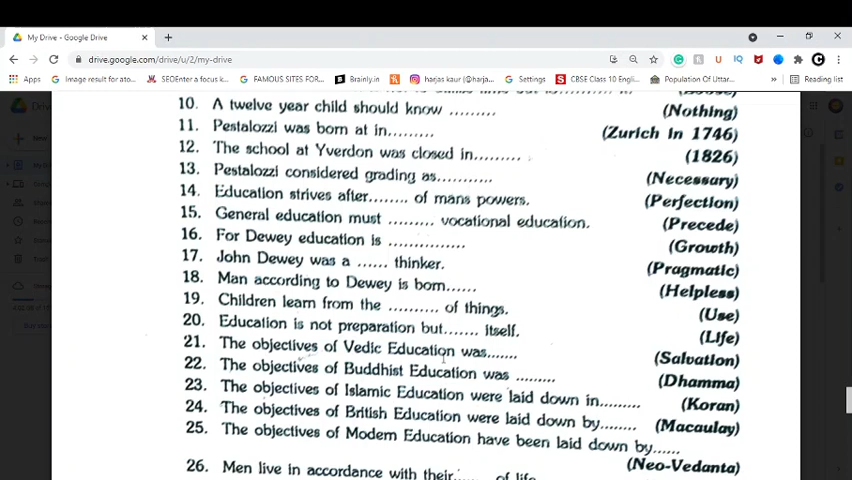 My Drive - Google Drive
drive.google.com/drive/u/2/my-drive
Apps Image result for ato... SEOEnter a focus k... FAMOUS SITES FOR... Brainly.in harjas kaur (@harja... Settings CBSE Class 10 Engli... Population Of Uttar... » Reading list
10. A twelve year child should know ......... (Nothing)
11. Pestalozzi was born at in......... (Zurich in 1746)
12. The school at Yverdon was closed in......... (1826)
13. Pestalozzi considered grading as........... (Necessary)
14. Education strives after........ of mans powers. (Perfection)
15. General education must ......... vocational education. (Precede)
16. For Dewey education is .............. (Growth)
17. John Dewey was a ...... thinker. (Pragmatic)
18. Man according to Dewey is born...... (Helpless)
19. Children learn from the .......... of things. (Use)
20. Education is not preparation but....... itself. (Life)
21. The objectives of Vedic Education was....... (Salvation)
22. The objectives of Buddhist Education was ......... (Dhamma)
23. The objectives of Islamic Education were laid down in......... (Koran)
24. The objectives of British Education were laid down by........ (Macaulay)
25. The objectives of Modern Education have been laid down by......
(Neo-Vedanta)
26. Men live in accordance with their...... of life